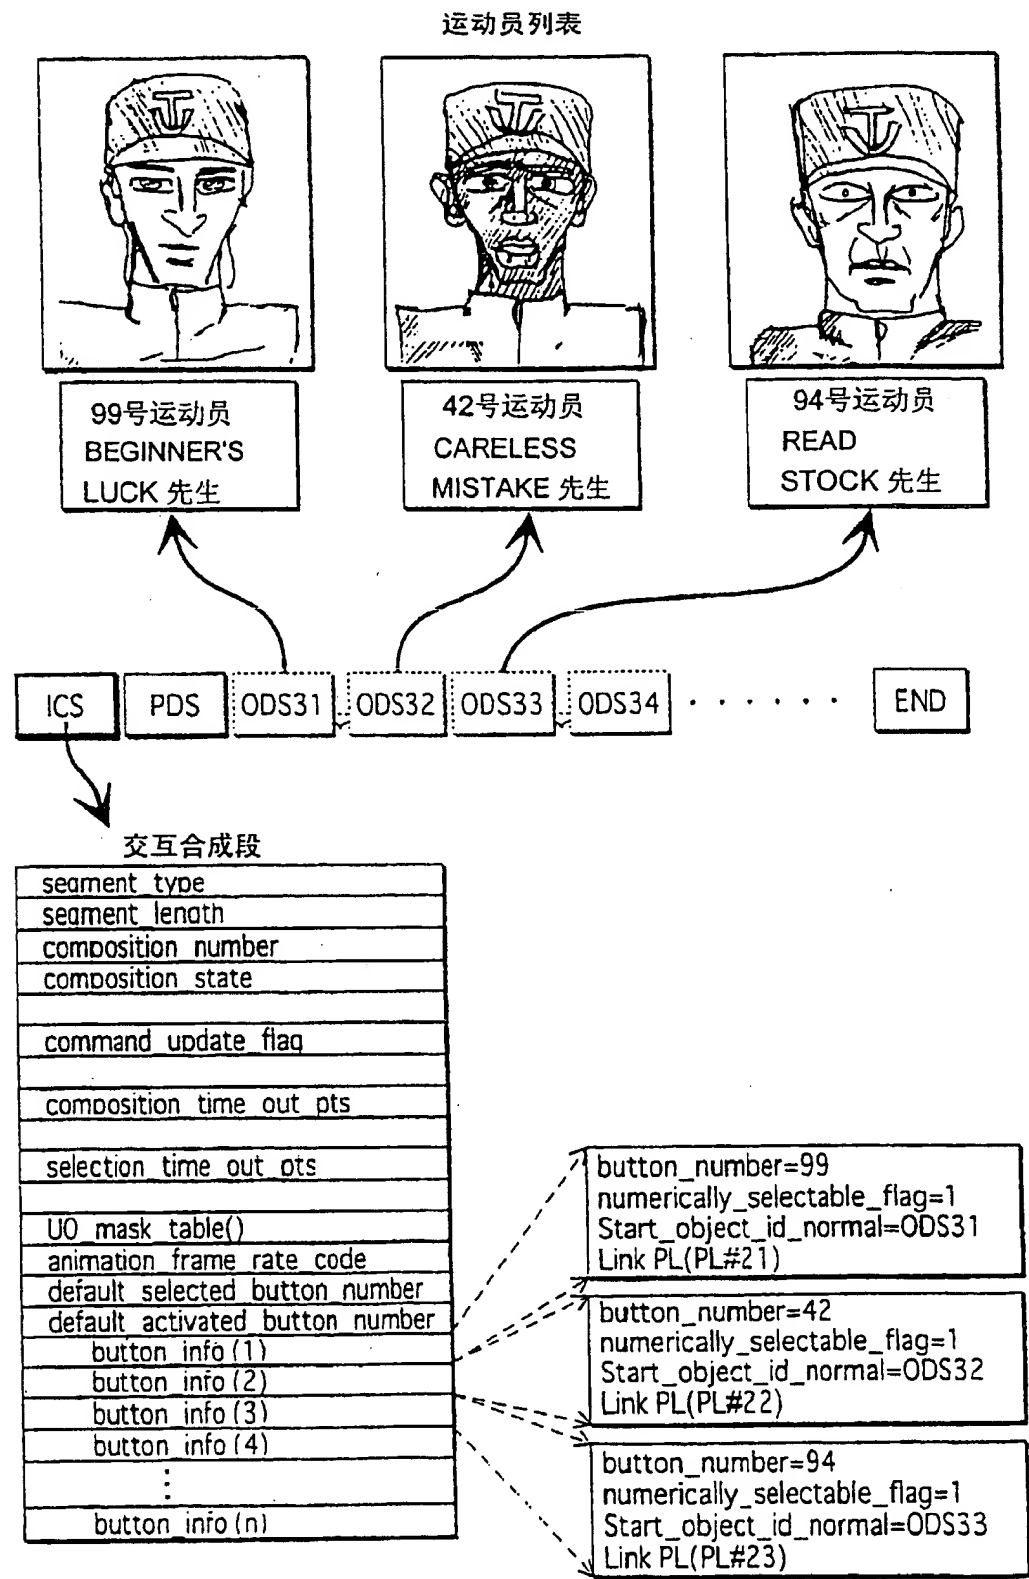 运动员列表
99号运动员
BEGINNER'S
LUCK 先生
42号运动员
CARELESS
MISTAKE 先生
94号运动员
READ
STOCK 先生
ICS PDS ODS31 ODS32 ODS33 ODS34 ······· END
交互合成段
segment_type
segment_length
composition_number
composition_state
command_update_flag
composition_time_out_pts
selection_time_out_pts
UO_mask_table()
animation_frame_rate_code
default_selected_button_number
default_activated_button_number
button_info(1)
button_info(2)
button_info(3)
button_info(4)
⋮
button_info(n)
button_number=99
numerically_selectable_flag=1
Start_object_id_normal=ODS31
Link PL(PL#21)
button_number=42
numerically_selectable_flag=1
Start_object_id_normal=ODS32
Link PL(PL#22)
button_number=94
numerically_selectable_flag=1
Start_object_id_normal=ODS33
Link PL(PL#23)